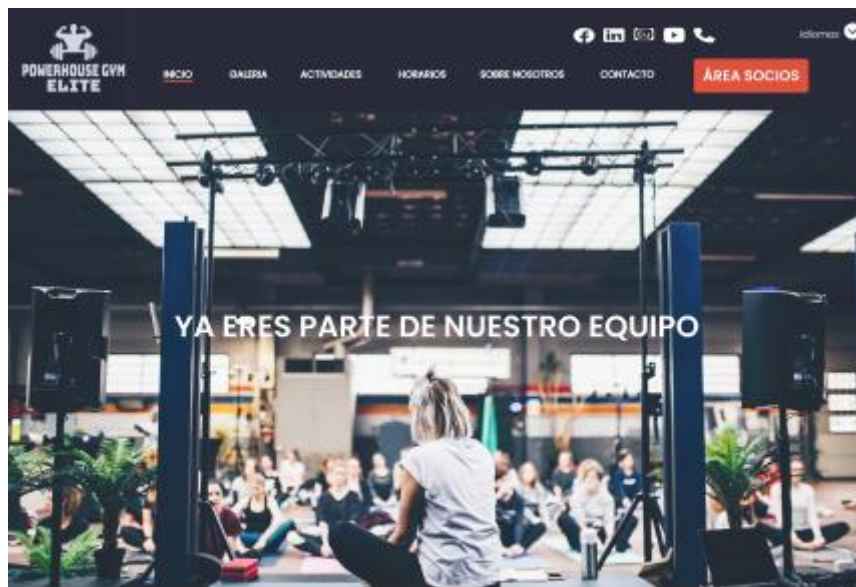 Idiomas
POWERHOUSE GYM
ELITE
INICIO
GALERIA
ACTIVIDADES
HORARIOS
SOBRE NOSOTROS
CONTACTO
ÁREA SOCIOS
YA ERES PARTE DE NUESTRO EQUIPO